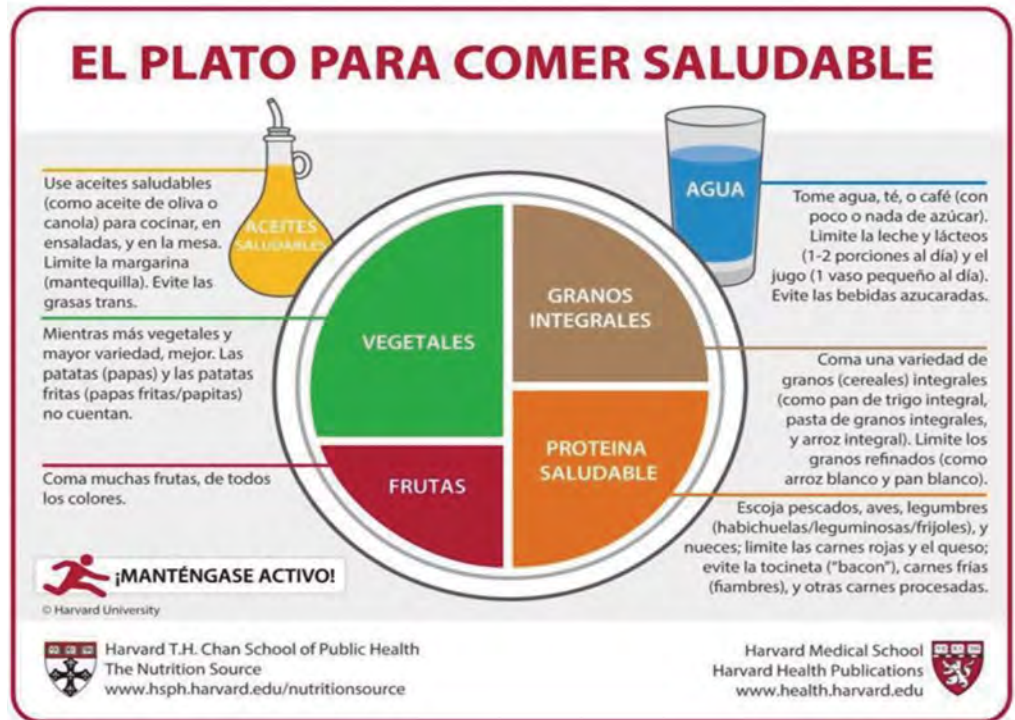 EL PLATO PARA COMER SALUDABLE
Use aceites saludables
(como aceite de oliva o
canola) para cocinar, en
ensaladas, y en la mesa.
Limite la margarina
(mantequilla). Evite las
grasas trans.
ACEITES
SALUDABLES
AGUA
Tome agua, té, o café (con
poco o nada de azúcar).
Limite la leche y lácteos
(1-2 porciones al día) y el
jugo (1 vaso pequeño al día).
Evite las bebidas azucaradas.
Mientras más vegetales y
mayor variedad, mejor. Las
patatas (papas) y las patatas
fritas (papas fritas/papitas)
no cuentan.
VEGETALES
GRANOS
INTEGRALES
Coma una variedad de
granos (cereales) integrales
(como pan de trigo integral,
pasta de granos integrales,
y arroz integral). Limite los
granos refinados (como
arroz blanco y pan blanco).
Coma muchas frutas, de todos
los colores.
FRUTAS
PROTEINA
SALUDABLE
Escoja pescados, aves, legumbres
(habichuelas/leguminosas/frijoles), y
nueces; limite las carnes rojas y el queso;
evite la tocineta ("bacon"), carnes frías
(fiambres), y otras carnes procesadas.
¡MANTÉNGASE ACTIVO!
© Harvard University
Harvard T.H. Chan School of Public Health
The Nutrition Source
www.hsph.harvard.edu/nutritionsource
Harvard Medical School
Harvard Health Publications
www.health.harvard.edu